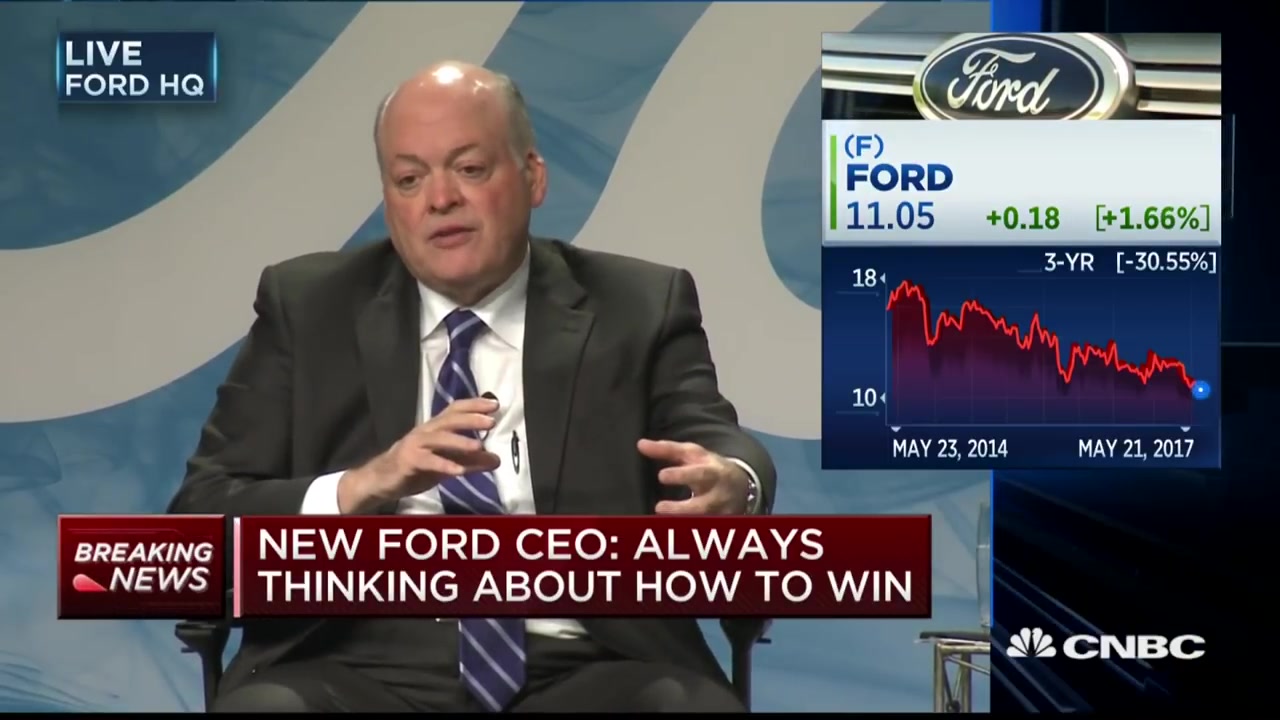 LIVE
FORD HQ
Ford
(F)
FORD
11.05 +0.18 [+1.66%]
3-YR [-30.55%]
18
10
MAY 23, 2014 MAY 21, 2017
BREAKING
NEWS
NEW FORD CEO: ALWAYS
THINKING ABOUT HOW TO WIN
CNBC